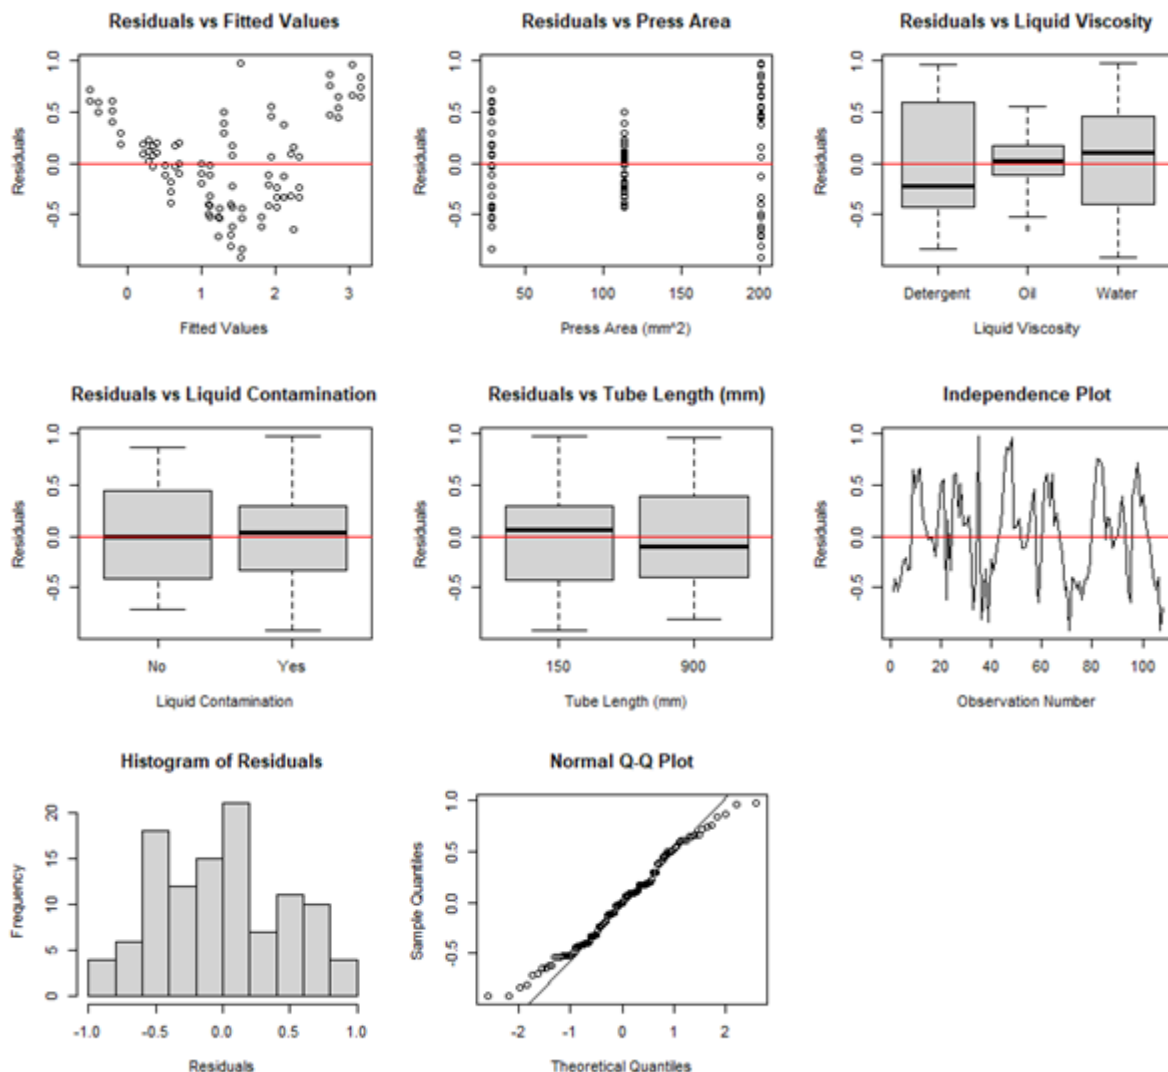 Residuals vs Fitted Values
Residuals
-0.5 0.0 0.5 1.0
0 1 2 3
Fitted Values
Residuals vs Press Area
Residuals
-0.5 0.0 0.5 1.0
50 100 150 200
Press Area (mm^2)
Residuals vs Liquid Viscosity
Residuals
-0.5 0.0 0.5 1.0
Detergent Oil Water
Liquid Viscosity
Residuals vs Liquid Contamination
Residuals
-0.5 0.0 0.5 1.0
No Yes
Liquid Contamination
Residuals vs Tube Length (mm)
Residuals
-0.5 0.0 0.5 1.0
150 900
Tube Length (mm)
Independence Plot
Residuals
-0.5 0.0 0.5 1.0
0 20 40 60 80 100
Observation Number
Histogram of Residuals
Frequency
0 5 10 15 20
-1.0 -0.5 0.0 0.5 1.0
Residuals
Normal Q-Q Plot
Sample Quantiles
-0.5 0.0 0.5 1.0
-2 -1 0 1 2
Theoretical Quantiles